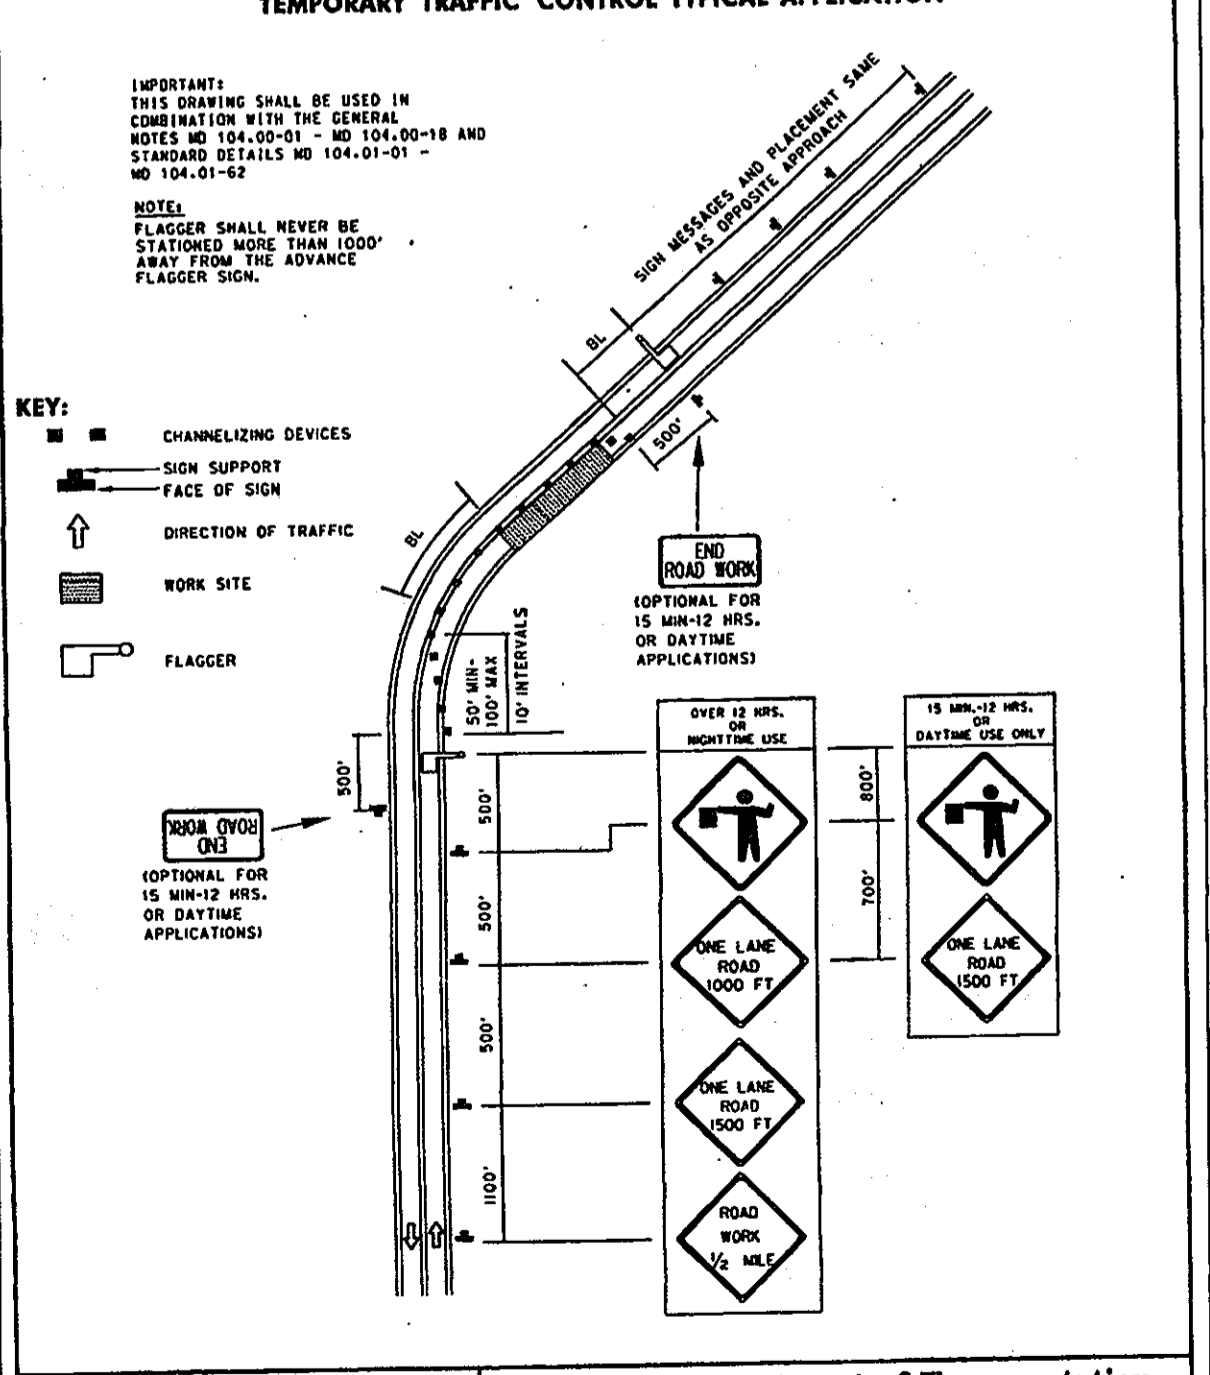 TEMPORARY TRAFFIC CONTROL TYPICAL APPLICATION
IMPORTANT:
THIS DRAWING SHALL BE USED IN
COMBINATION WITH THE GENERAL
NOTES MD 104.00-01 - MD 104.00-18 AND
STANDARD DETAILS MD 104.01-01 -
MD 104.01-62
NOTE:
FLAGGER SHALL NEVER BE
STATIONED MORE THAN 1000'
AWAY FROM THE ADVANCE
FLAGGER SIGN.
SIGN MESSAGES AND PLACEMENT SAME
AS OPPOSITE APPROACH
BL
KEY:
CHANNELIZING DEVICES
SIGN SUPPORT
FACE OF SIGN
DIRECTION OF TRAFFIC
WORK SITE
FLAGGER
500'
BL
END
ROAD WORK
(OPTIONAL FOR
15 MIN-12 HRS.
OR DAYTIME
APPLICATIONS)
50' MIN-
100' MAX
10' INTERVALS
500'
END
ROAD WORK
(OPTIONAL FOR
15 MIN-12 HRS.
OR DAYTIME
APPLICATIONS)
500'
500'
500'
1100'
OVER 12 HRS.
OR
NIGHTTIME USE
ONE LANE
ROAD
1000 FT
ONE LANE
ROAD
1500 FT
ROAD
WORK
1/2 MILE
800'
700'
15 MIN.-12 HRS.
OR
DAYTIME USE ONLY
ONE LANE
ROAD
1500 FT